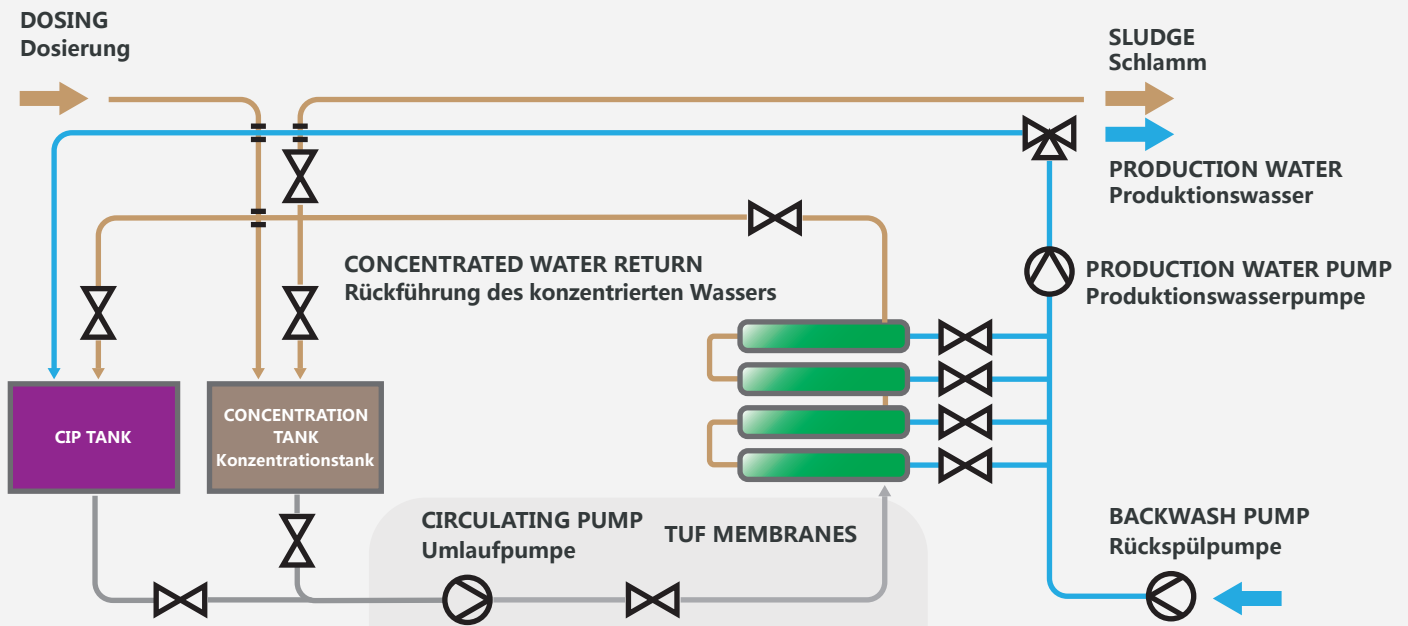 DOSING
Dosierung
SLUDGE
Schlamm
PRODUCTION WATER
Produktionswasser
CONCENTRATED WATER RETURN
Rückführung des konzentrierten Wassers
PRODUCTION WATER PUMP
Produktionswasserpumpe
CIP TANK
CONCENTRATION
TANK
Konzentrationstank
CIRCULATING PUMP
Umlaufpumpe
TUF MEMBRANES
BACKWASH PUMP
Rückspülpumpe